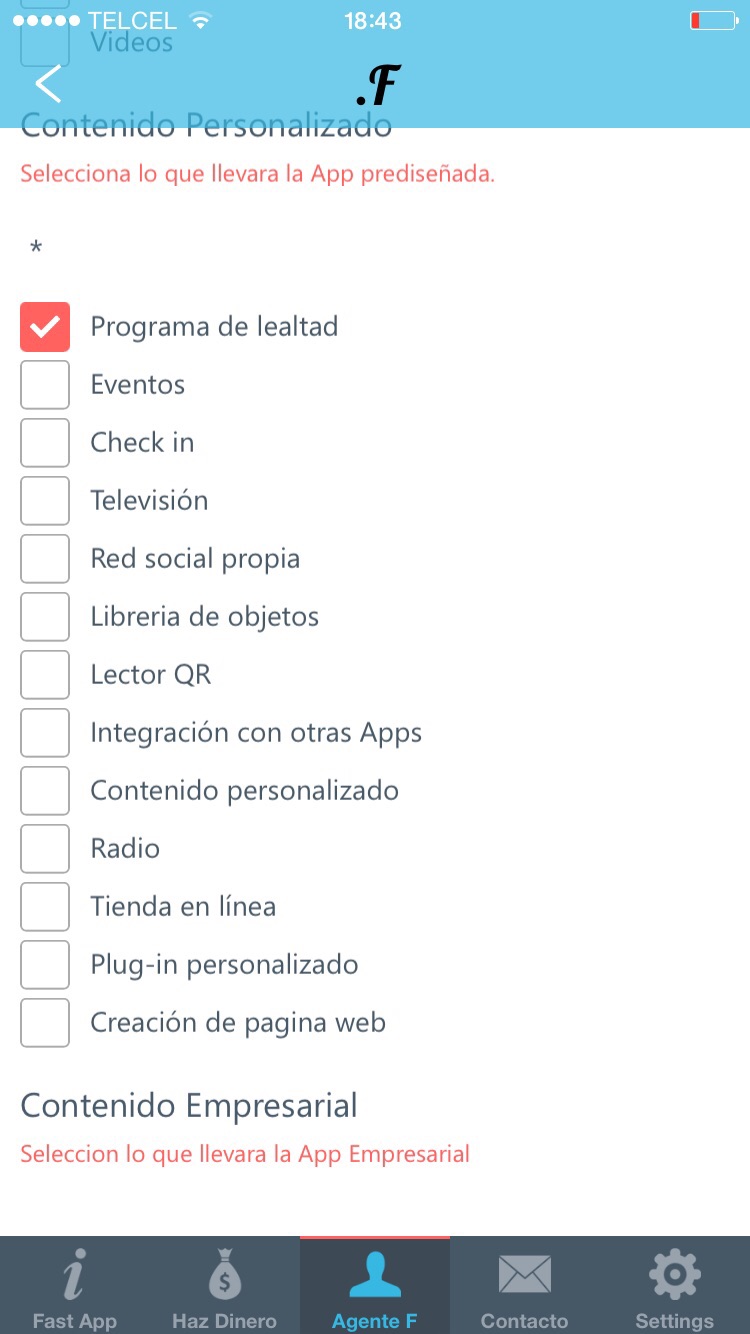 TELCEL 18:43
Videos
.F
Contenido Personalizado
Selecciona lo que llevara la App prediseñada.
*
Programa de lealtad
Eventos
Check in
Televisión
Red social propia
Libreria de objetos
Lector QR
Integración con otras Apps
Contenido personalizado
Radio
Tienda en línea
Plug-in personalizado
Creación de pagina web
Contenido Empresarial
Seleccion lo que llevara la App Empresarial
Fast App Haz Dinero Agente F Contacto Settings